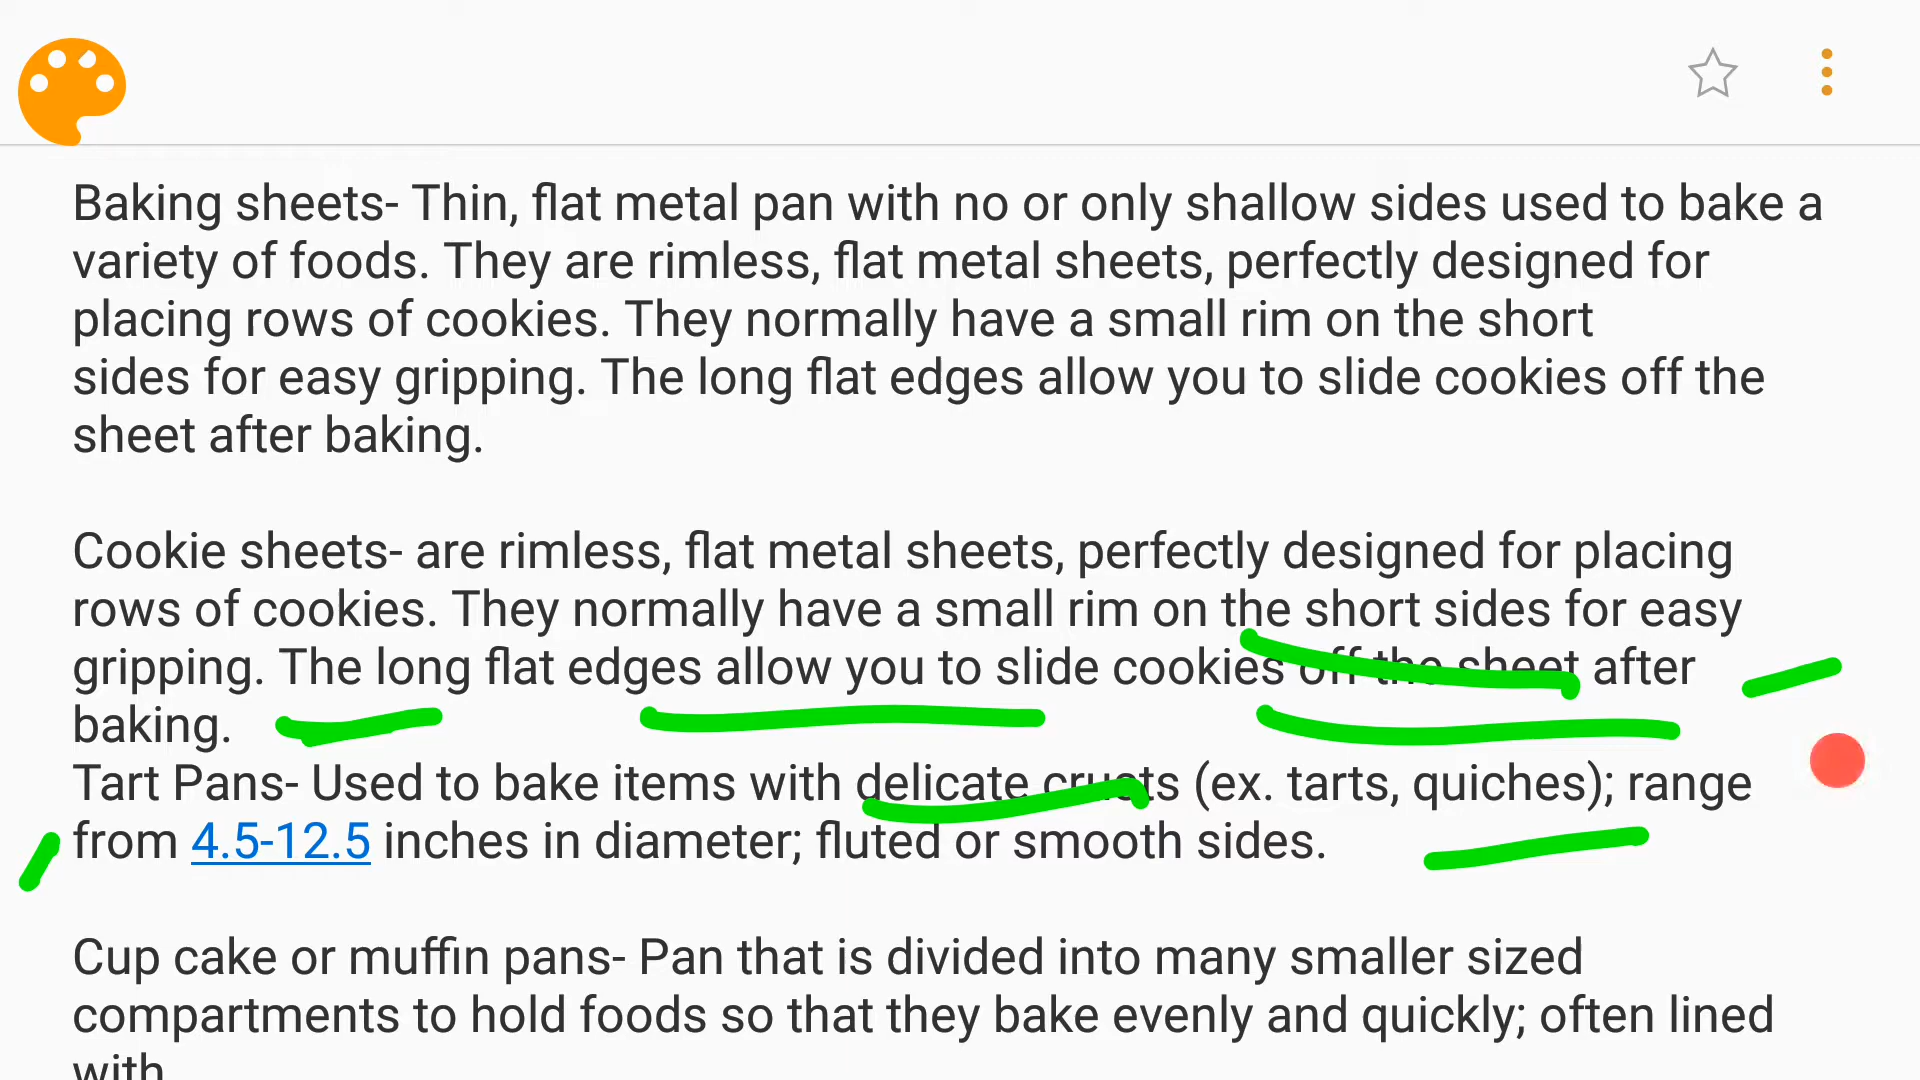 Baking sheets- Thin, flat metal pan with no or only shallow sides used to bake a
variety of foods. They are rimless, flat metal sheets, perfectly designed for
placing rows of cookies. They normally have a small rim on the short
sides for easy gripping. The long flat edges allow you to slide cookies off the
sheet after baking.
Cookie sheets- are rimless, flat metal sheets, perfectly designed for placing
rows of cookies. They normally have a small rim on the short sides for easy
gripping. The long flat edges allow you to slide cookies off the sheet after
baking.
Tart Pans- Used to bake items with delicate crusts (ex. tarts, quiches); range
from 4.5-12.5 inches in diameter; fluted or smooth sides.
Cup cake or muffin pans- Pan that is divided into many smaller sized
compartments to hold foods so that they bake evenly and quickly; often lined
with